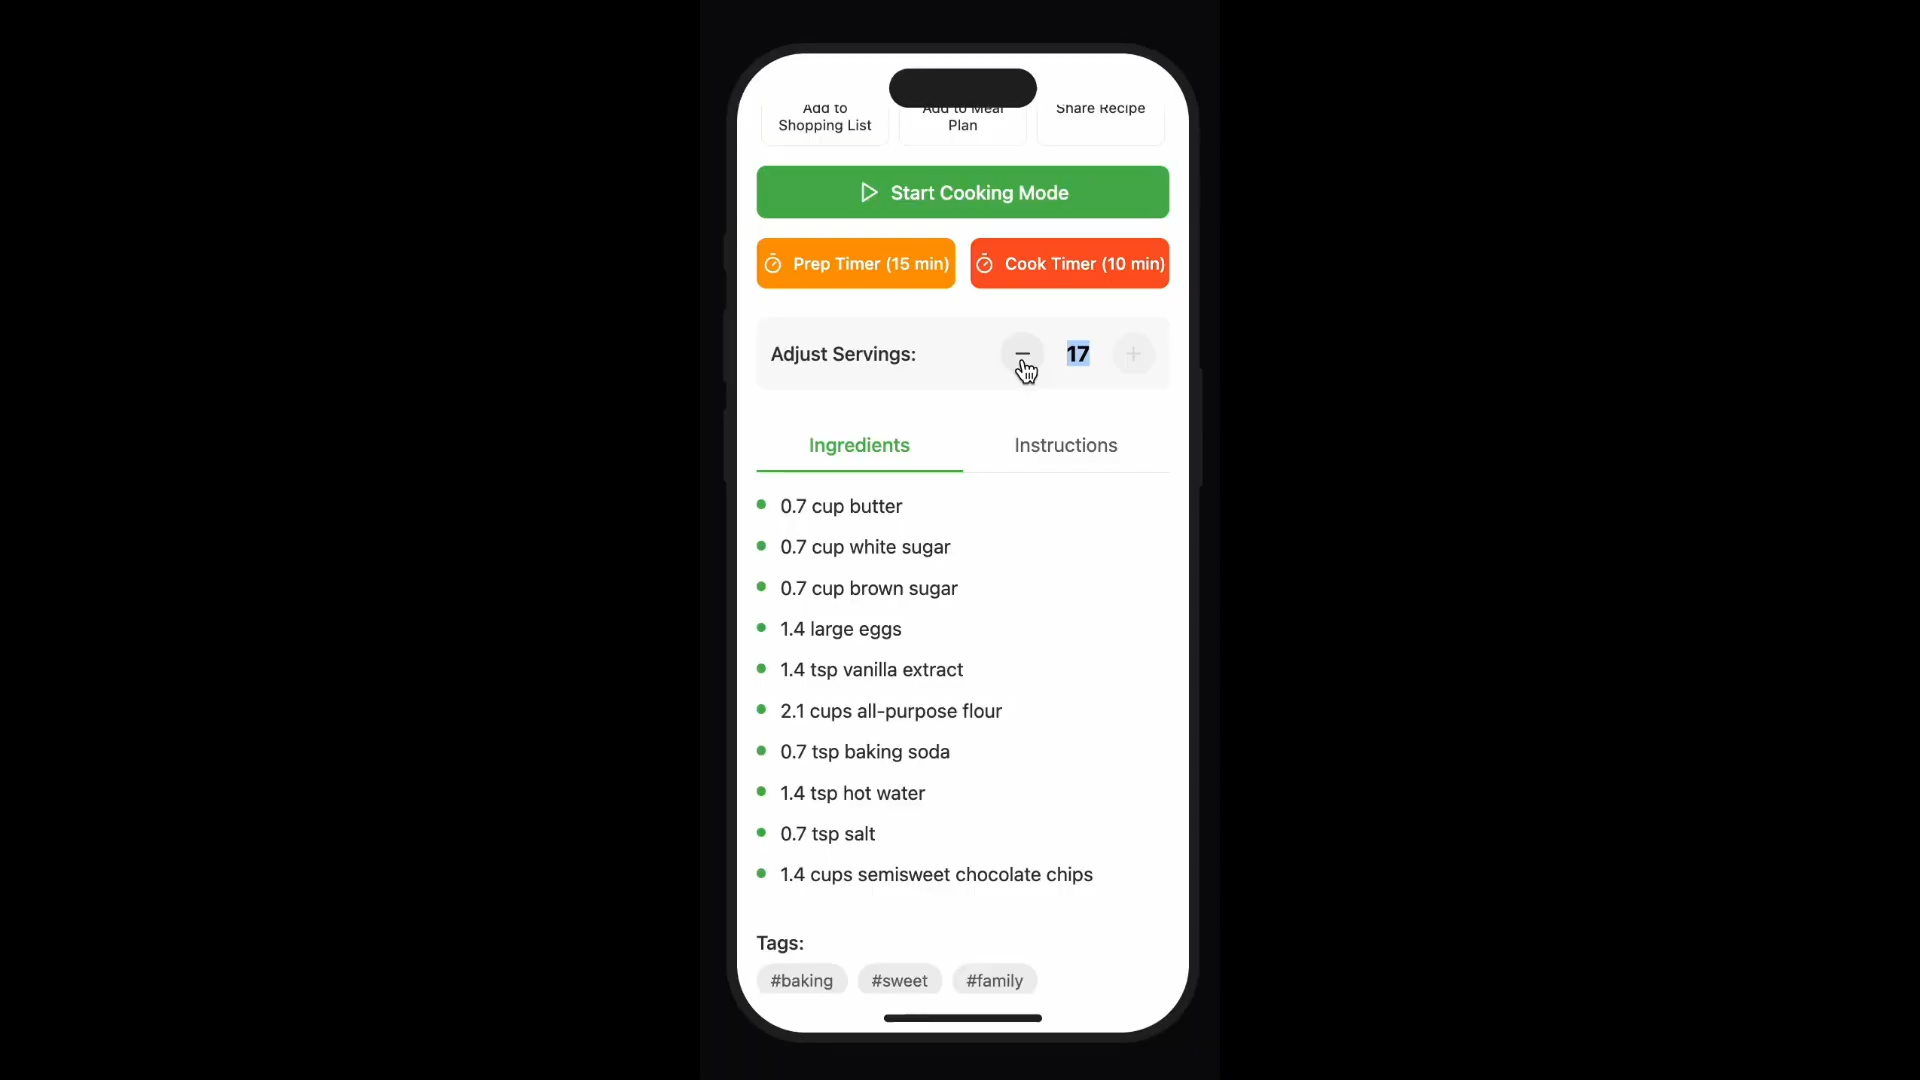 Add to
Shopping List
Add to Meal
Plan
Share Recipe
Start Cooking Mode
Prep Timer (15 min)
Cook Timer (10 min)
Adjust Servings:
−
17
+
Ingredients
Instructions
0.7 cup butter
0.7 cup white sugar
0.7 cup brown sugar
1.4 large eggs
1.4 tsp vanilla extract
2.1 cups all-purpose flour
0.7 tsp baking soda
1.4 tsp hot water
0.7 tsp salt
1.4 cups semisweet chocolate chips
Tags:
#baking
#sweet
#family